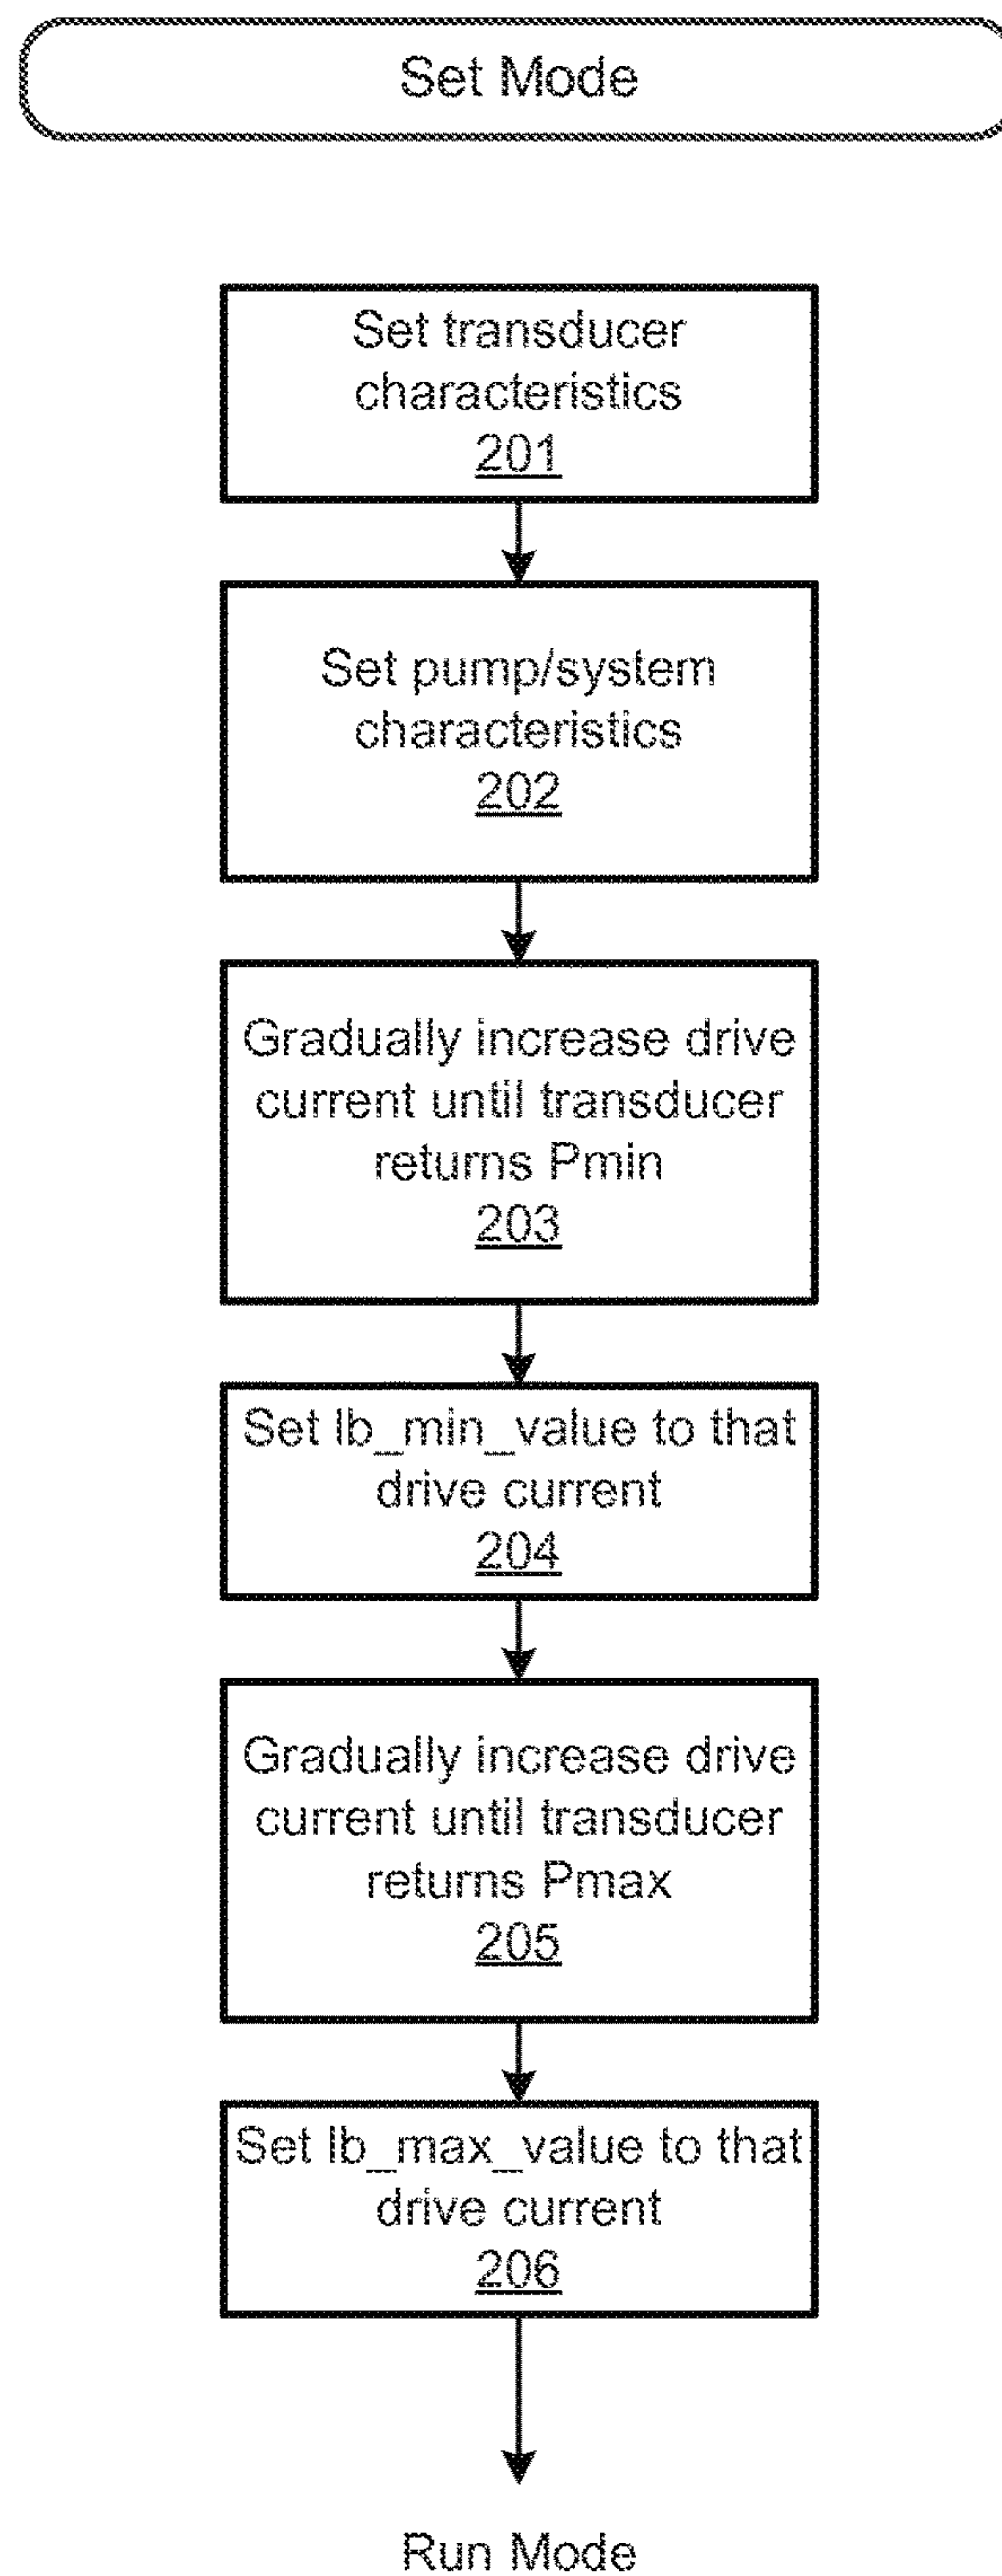 Set Mode
Set transducer
characteristics
201
Set pump/system
characteristics
202
Gradually increase drive
current until transducer
returns Pmin
203
Set lb_min_value to that
drive current
204
Gradually increase drive
current until transducer
returns Pmax
205
Set lb_max_value to that
drive current
206
Run Mode